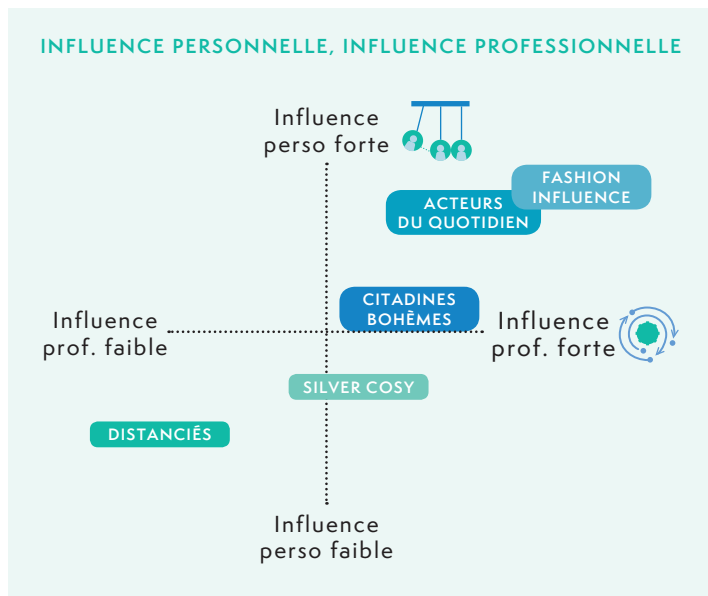 INFLUENCE PERSONNELLE, INFLUENCE PROFESSIONNELLE
Influence
perso forte
FASHION
INFLUENCE
ACTEURS
DU QUOTIDIEN
CITADINES
BOHÈMES
Influence
prof. faible
Influence
prof. forte
SILVER COSY
DISTANCIÉS
Influence
perso faible